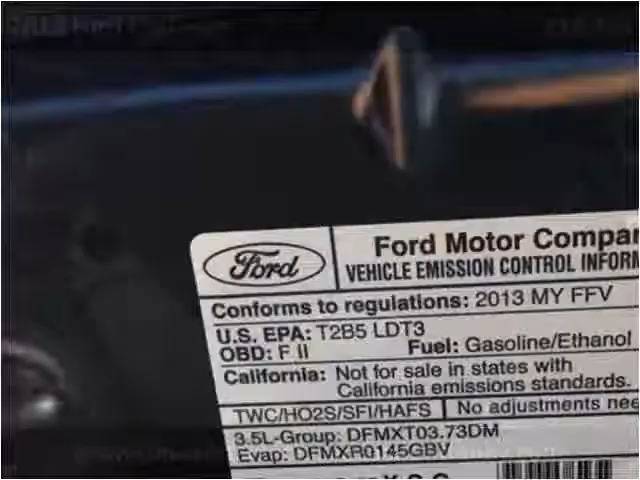 Ford
Ford Motor Compar
VEHICLE EMISSION CONTROL INFORM
Conforms to regulations: 2013 MY FFV
U.S. EPA: T2B5 LDT3
OBD: F II Fuel: Gasoline/Ethanol
California: Not for sale in states with
California emissions standards.
TWC/HO2S/SFI/HAFS No adjustments nee
3.5L-Group: DFMXT03.73DM
Evap: DFMXR0145GBV